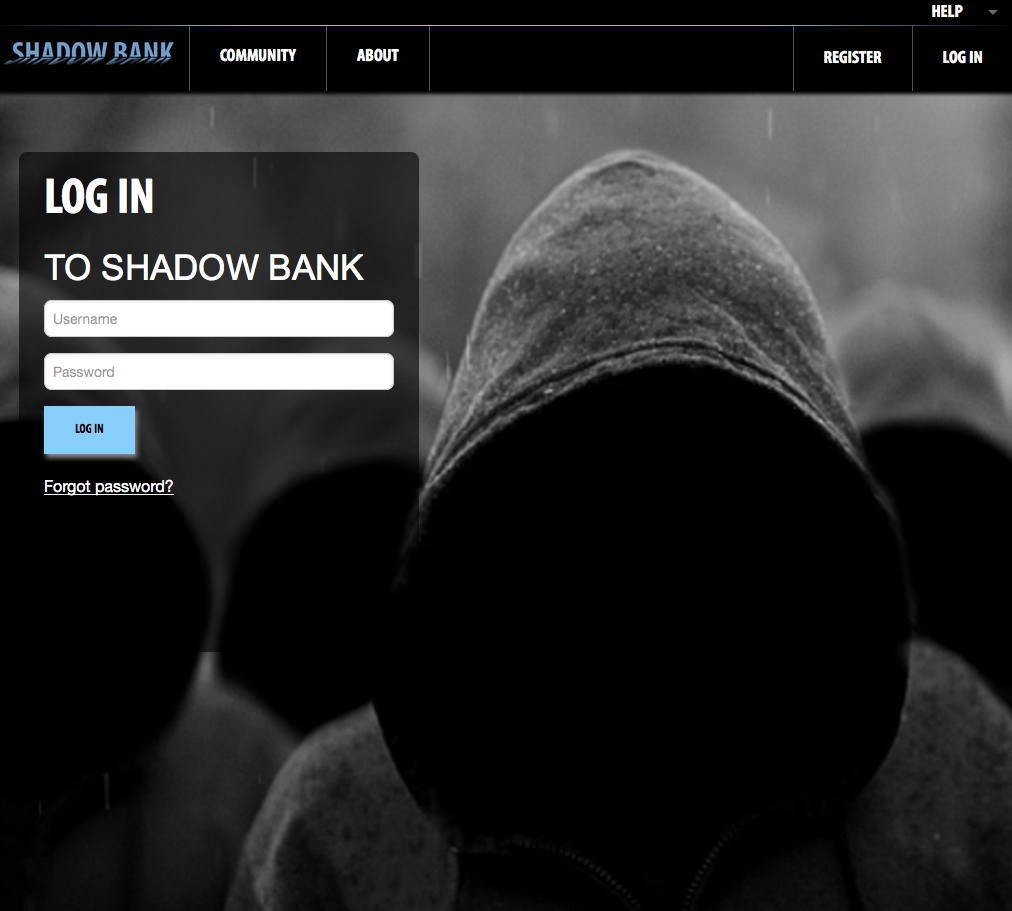 HELP
SHADOW BANK
COMMUNITY
ABOUT
REGISTER
LOG IN
LOG IN
TO SHADOW BANK
Username
Password
LOG IN
Forgot password?